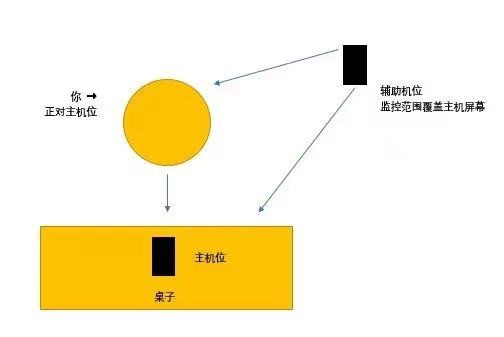 你 →
正对主机位
辅助机位
监控范围覆盖主机屏幕
主机位
桌子